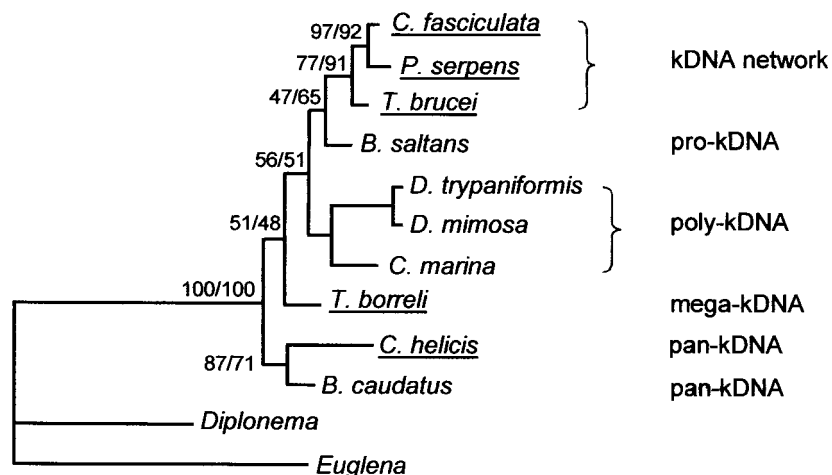 97/92 C. fasciculata
77/91 P. serpens kDNA network
47/65 T. brucei
B. saltans pro-kDNA
56/51
D. trypaniformis
51/48 D. mimosa poly-kDNA
C. marina
100/100 T. borreli mega-kDNA
C. helicis pan-kDNA
87/71 B. caudatus pan-kDNA
Diplonema
Euglena